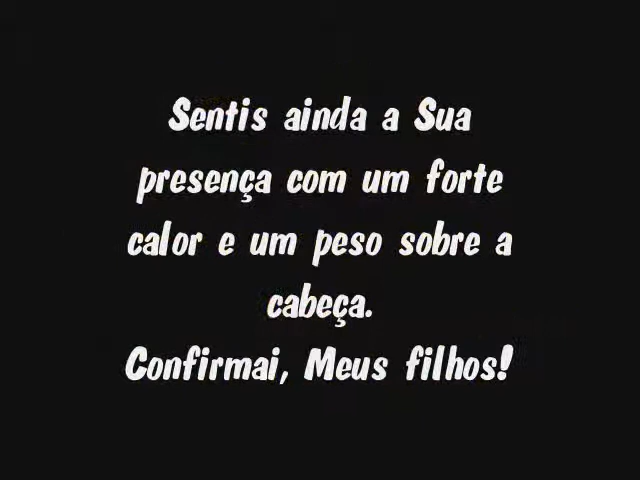 Sentis ainda a Sua
presença com um forte
calor e um peso sobre a
cabeça.
Confirmai, Meus filhos!